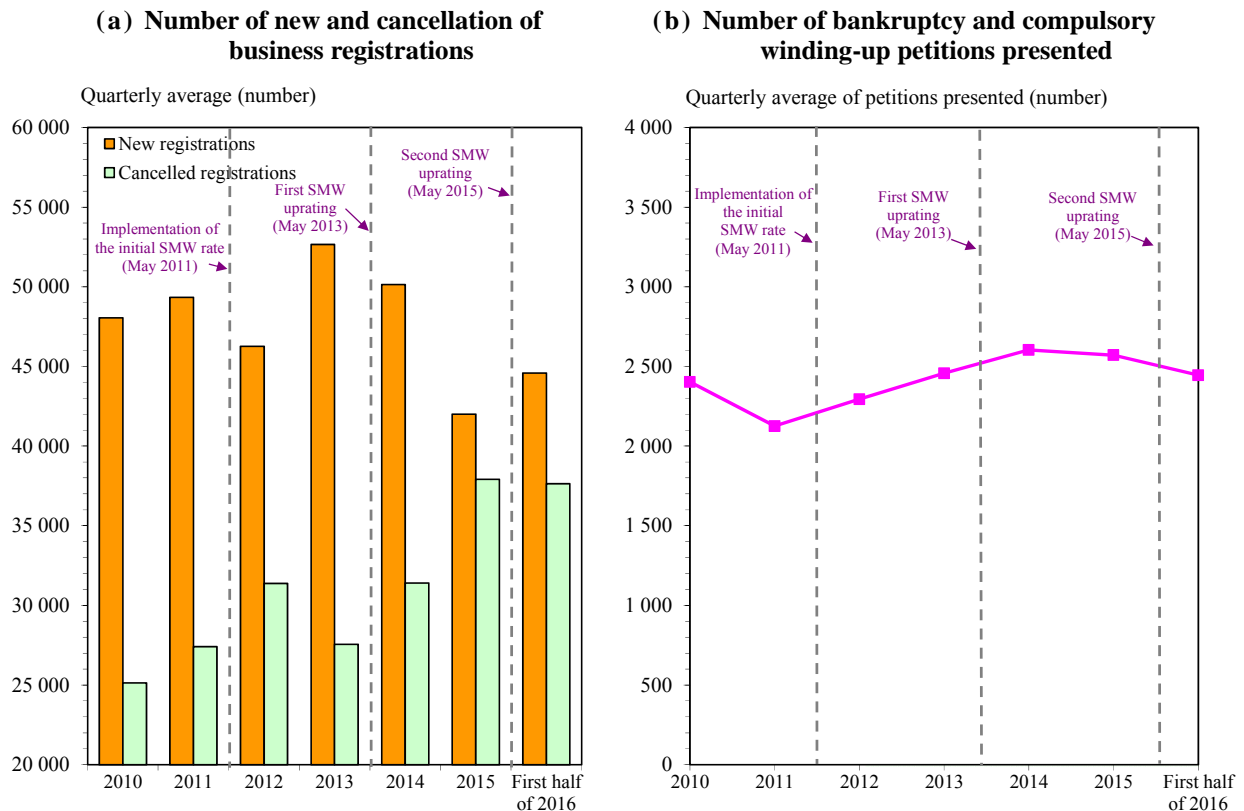 (a) Number of new and cancellation of
business registrations
Quarterly average (number)
60 000
55 000
50 000
45 000
40 000
35 000
30 000
25 000
20 000
New registrations
Cancelled registrations
Implementation of
the initial SMW rate
(May 2011)
First SMW
uprating
(May 2013)
Second SMW
uprating
(May 2015)
2010
2011
2012
2013
2014
2015
First half
of 2016
(b) Number of bankruptcy and compulsory
winding-up petitions presented
Quarterly average of petitions presented (number)
4 000
3 500
3 000
2 500
2 000
1 500
1 000
500
0
Implementation of
the initial
SMW rate
(May 2011)
First SMW
uprating
(May 2013)
Second SMW
uprating
(May 2015)
2010
2011
2012
2013
2014
2015
First half
of 2016